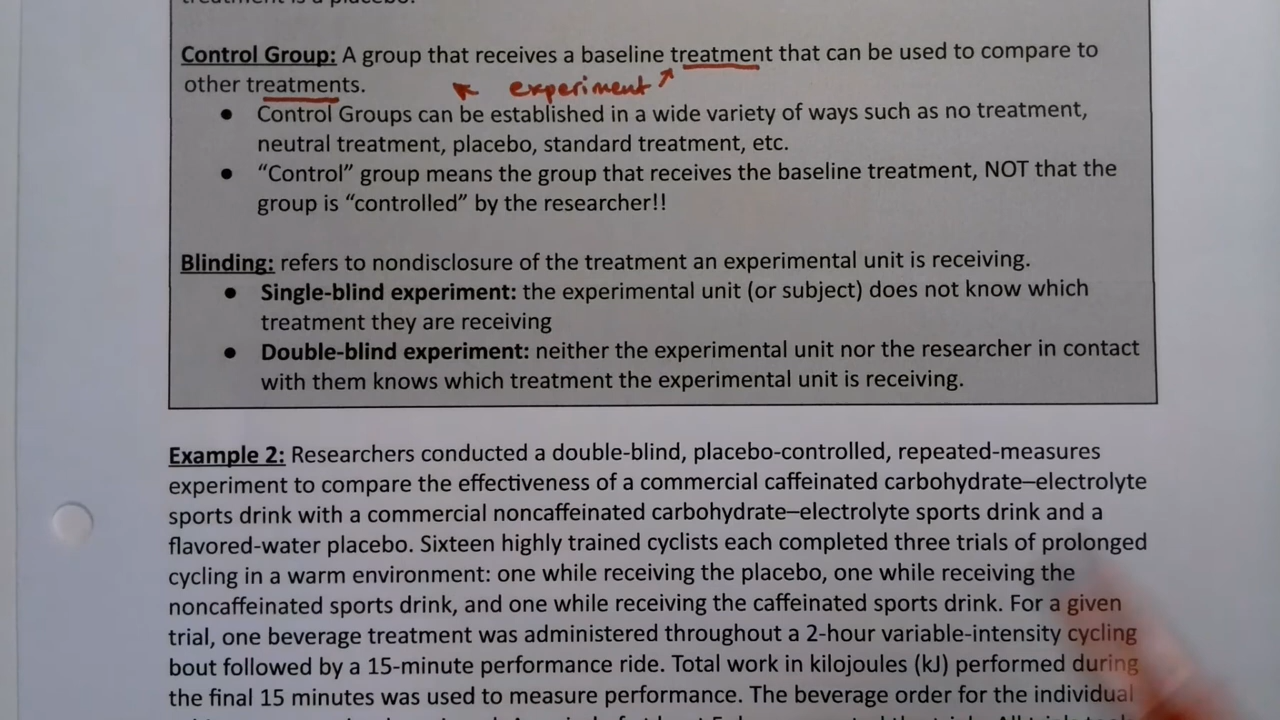 treatment is a placebo.
Control Group: A group that receives a baseline treatment that can be used to compare to
other treatments.
experiment
• Control Groups can be established in a wide variety of ways such as no treatment,
neutral treatment, placebo, standard treatment, etc.
• “Control” group means the group that receives the baseline treatment, NOT that the
group is “controlled” by the researcher!!
Blinding: refers to nondisclosure of the treatment an experimental unit is receiving.
• Single-blind experiment: the experimental unit (or subject) does not know which
treatment they are receiving
• Double-blind experiment: neither the experimental unit nor the researcher in contact
with them knows which treatment the experimental unit is receiving.
Example 2: Researchers conducted a double-blind, placebo-controlled, repeated-measures
experiment to compare the effectiveness of a commercial caffeinated carbohydrate–electrolyte
sports drink with a commercial noncaffeinated carbohydrate–electrolyte sports drink and a
flavored-water placebo. Sixteen highly trained cyclists each completed three trials of prolonged
cycling in a warm environment: one while receiving the placebo, one while receiving the
noncaffeinated sports drink, and one while receiving the caffeinated sports drink. For a given
trial, one beverage treatment was administered throughout a 2-hour variable-intensity cycling
bout followed by a 15-minute performance ride. Total work in kilojoules (kJ) performed during
the final 15 minutes was used to measure performance. The beverage order for the individual